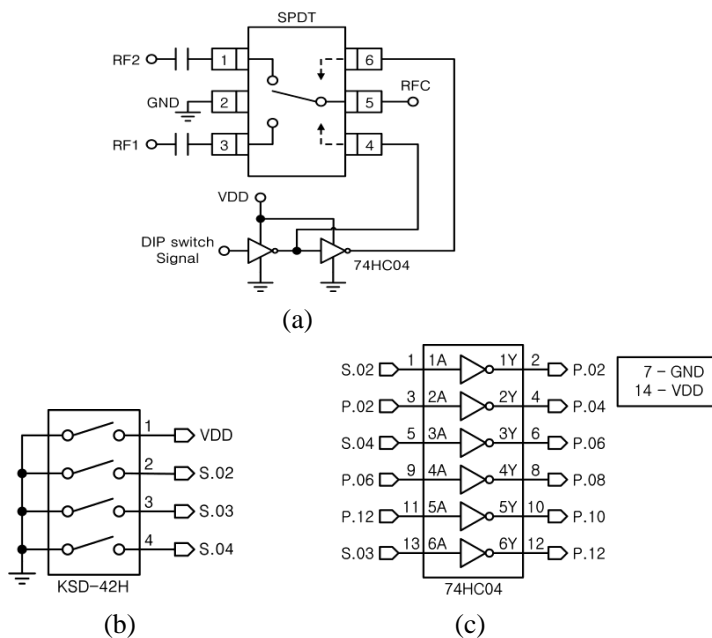 SPDT
RF2
1
6
GND
2
5
RFC
RF1
3
4
VDD
DIP switch
Signal
74HC04
(a)
1
VDD
2
S.02
3
S.03
4
S.04
KSD-42H
(b)
S.02 1 1A 1Y 2 P.02
P.02 3 2A 2Y 4 P.04
S.04 5 3A 3Y 6 P.06
P.06 9 4A 4Y 8 P.08
P.12 11 5A 5Y 10 P.10
S.03 13 6A 6Y 12 P.12
74HC04
7 - GND
14 - VDD
(c)